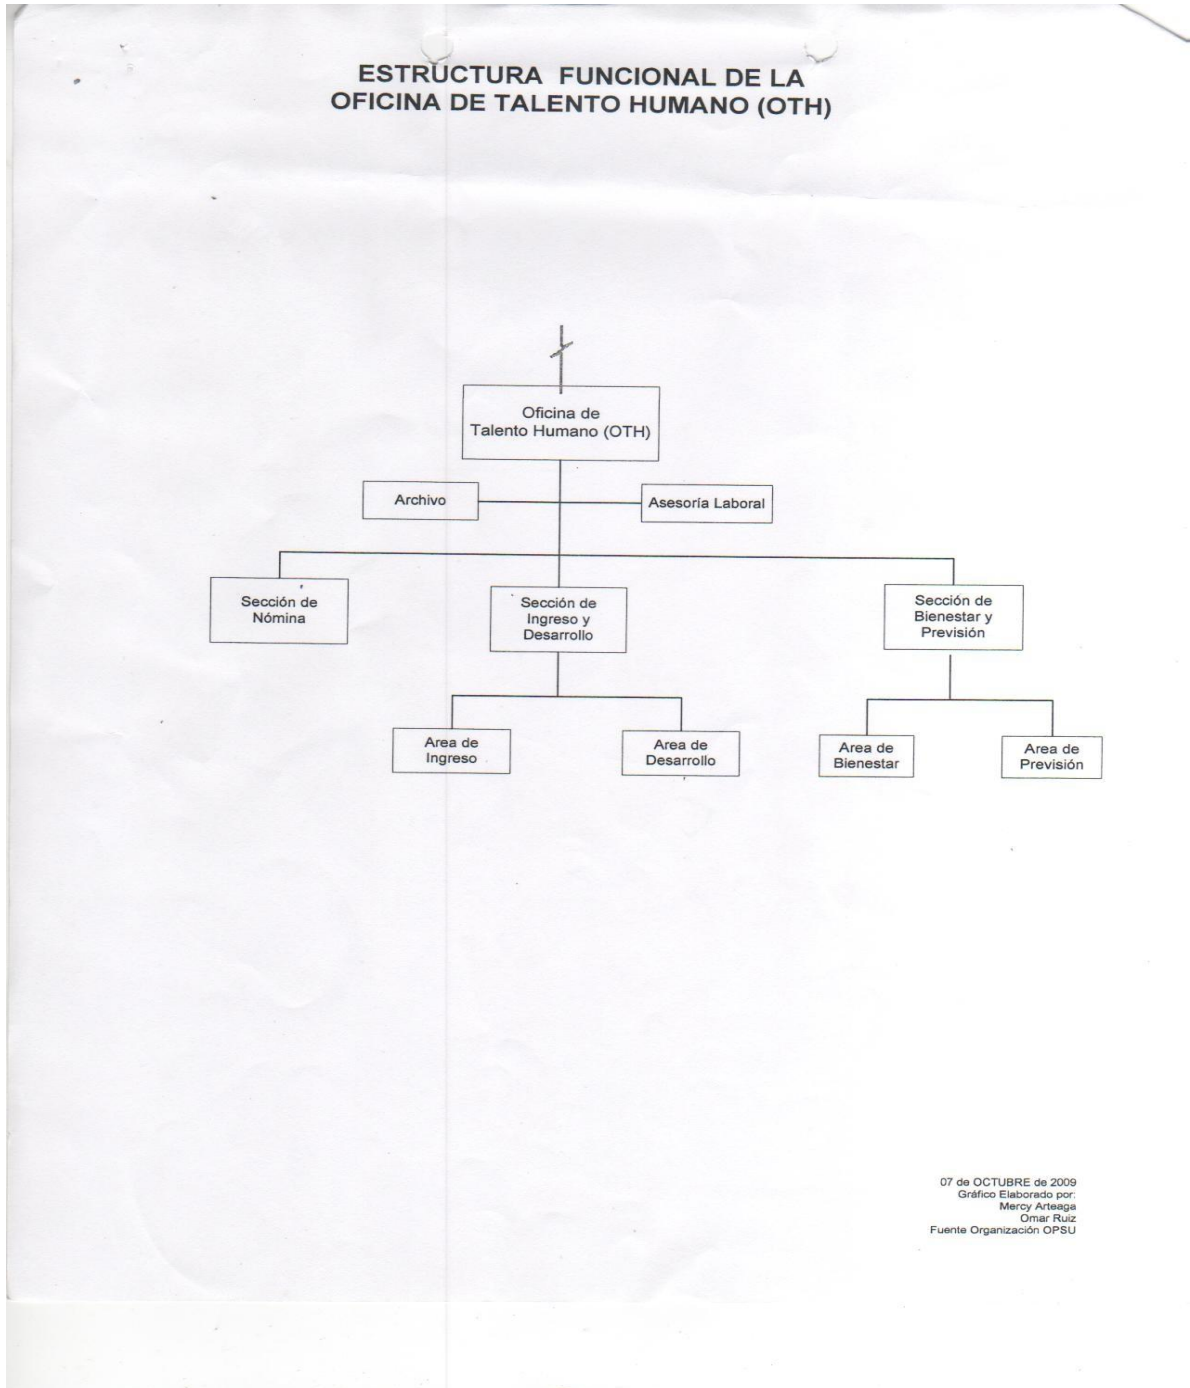 ESTRUCTURA FUNCIONAL DE LA
OFICINA DE TALENTO HUMANO (OTH)
Oficina de
Talento Humano (OTH)
Archivo
Asesoría Laboral
Sección de
Nómina
Sección de
Ingreso y
Desarrollo
Sección de
Bienestar y
Previsión
Area de
Ingreso
Area de
Desarrollo
Area de
Bienestar
Area de
Previsión
07 de OCTUBRE de 2009
Gráfico Elaborado por:
Mercy Arteaga
Omar Ruiz
Fuente Organización OPSU